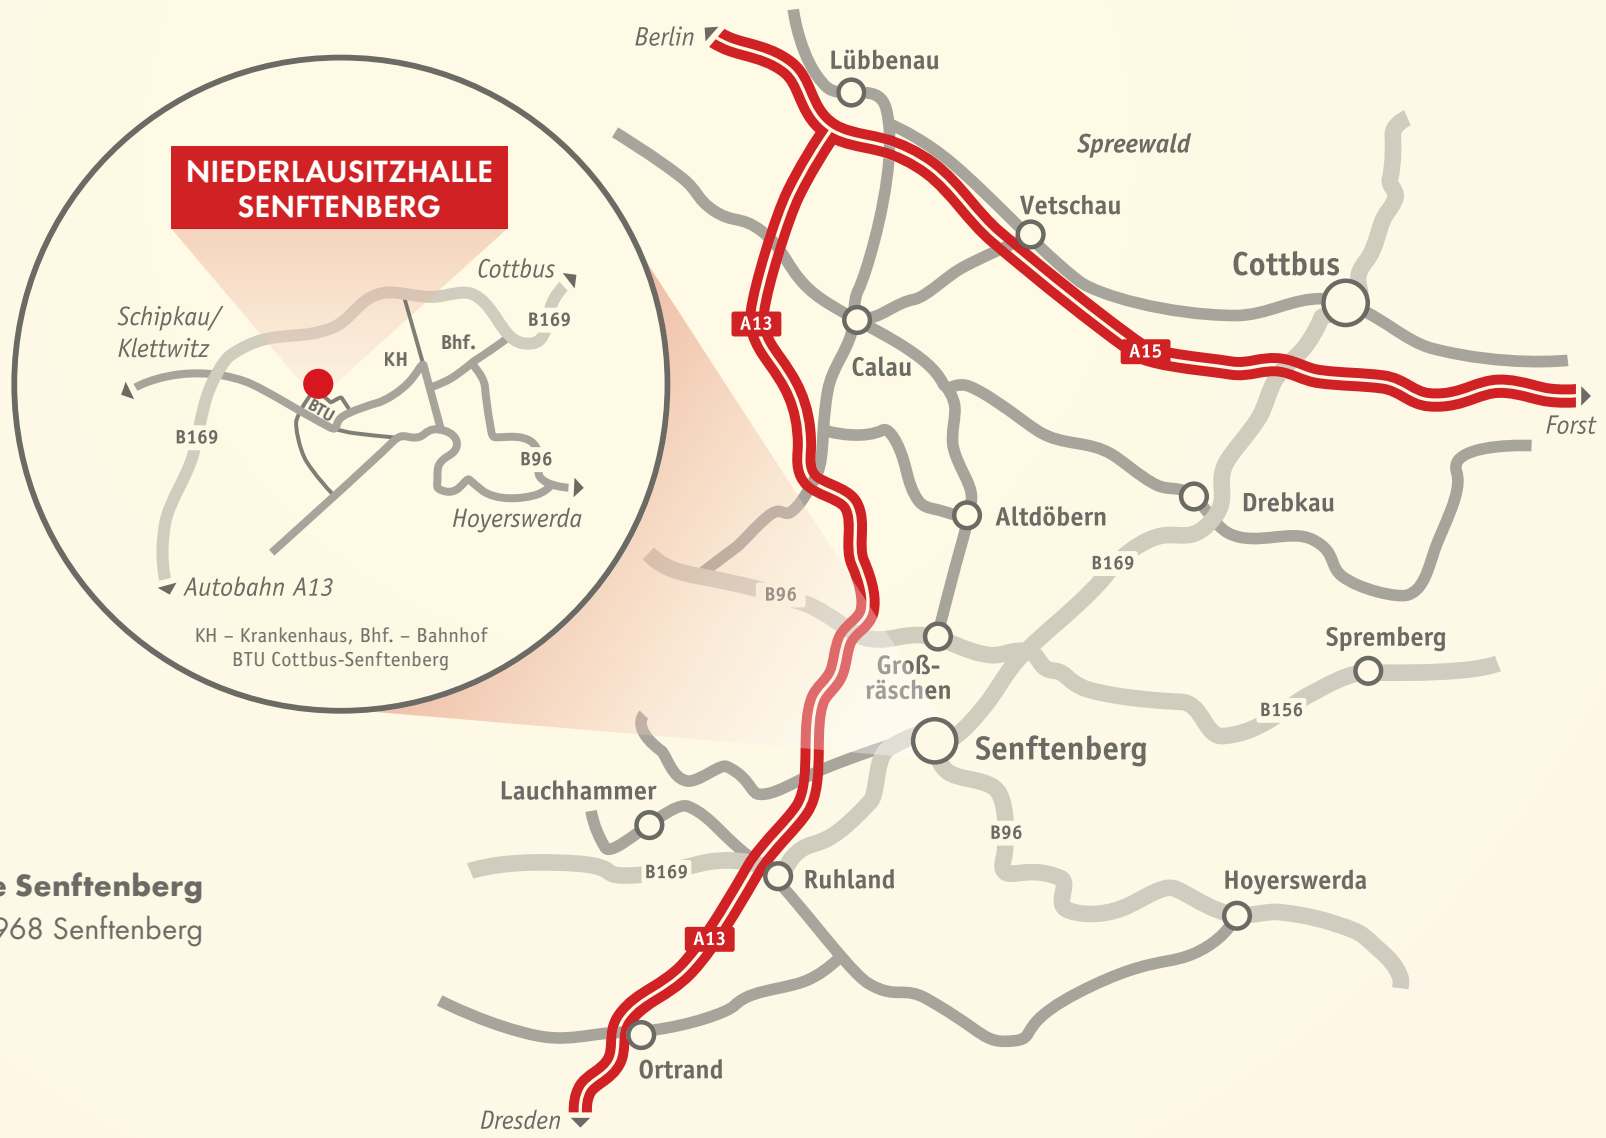 Berlin
Lübbenau
Spreewald
NIEDERLAUSITZHALLE
SENFTENBERG
Vetschau
Cottbus
Cottbus
Schipkau/
Klettwitz
B169
A13
Bhf.
KH
A15
Calau
BTU
Forst
B169
B96
Drebkau
Altdöbern
Hoyerswerda
B169
Autobahn A13
B96
KH – Krankenhaus, Bhf. – Bahnhof
BTU Cottbus-Senftenberg
Spremberg
Groß-
räschen
B156
Senftenberg
Lauchhammer
B96
B169
Ruhland
Hoyerswerda
e Senftenberg
968 Senftenberg
A13
Ortrand
Dresden